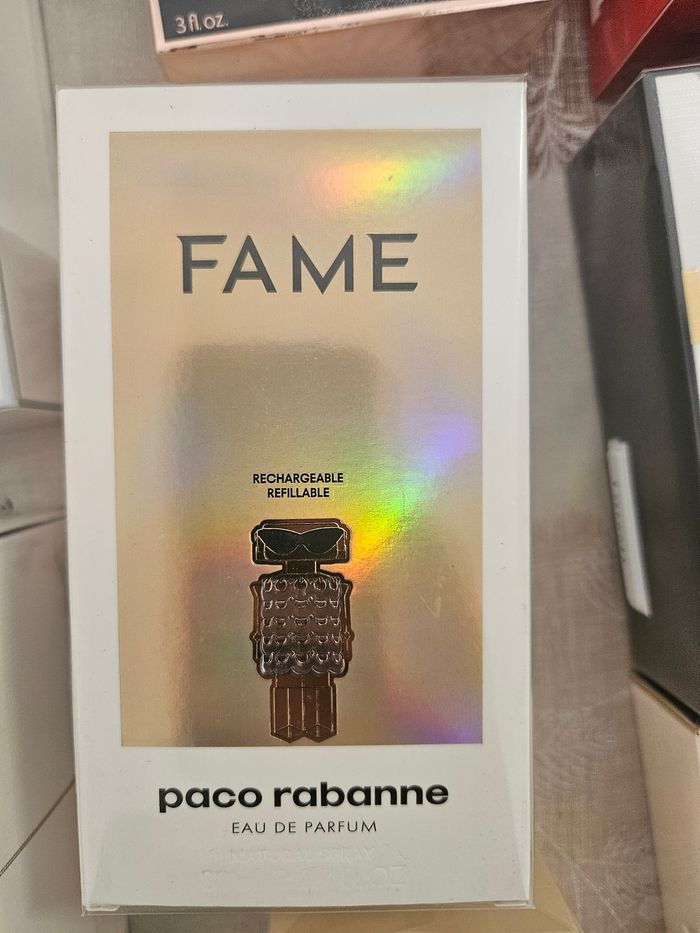 3 fl.oz.
FAME
RECHARGEABLE
REFILLABLE
paco rabanne
EAU DE PARFUM